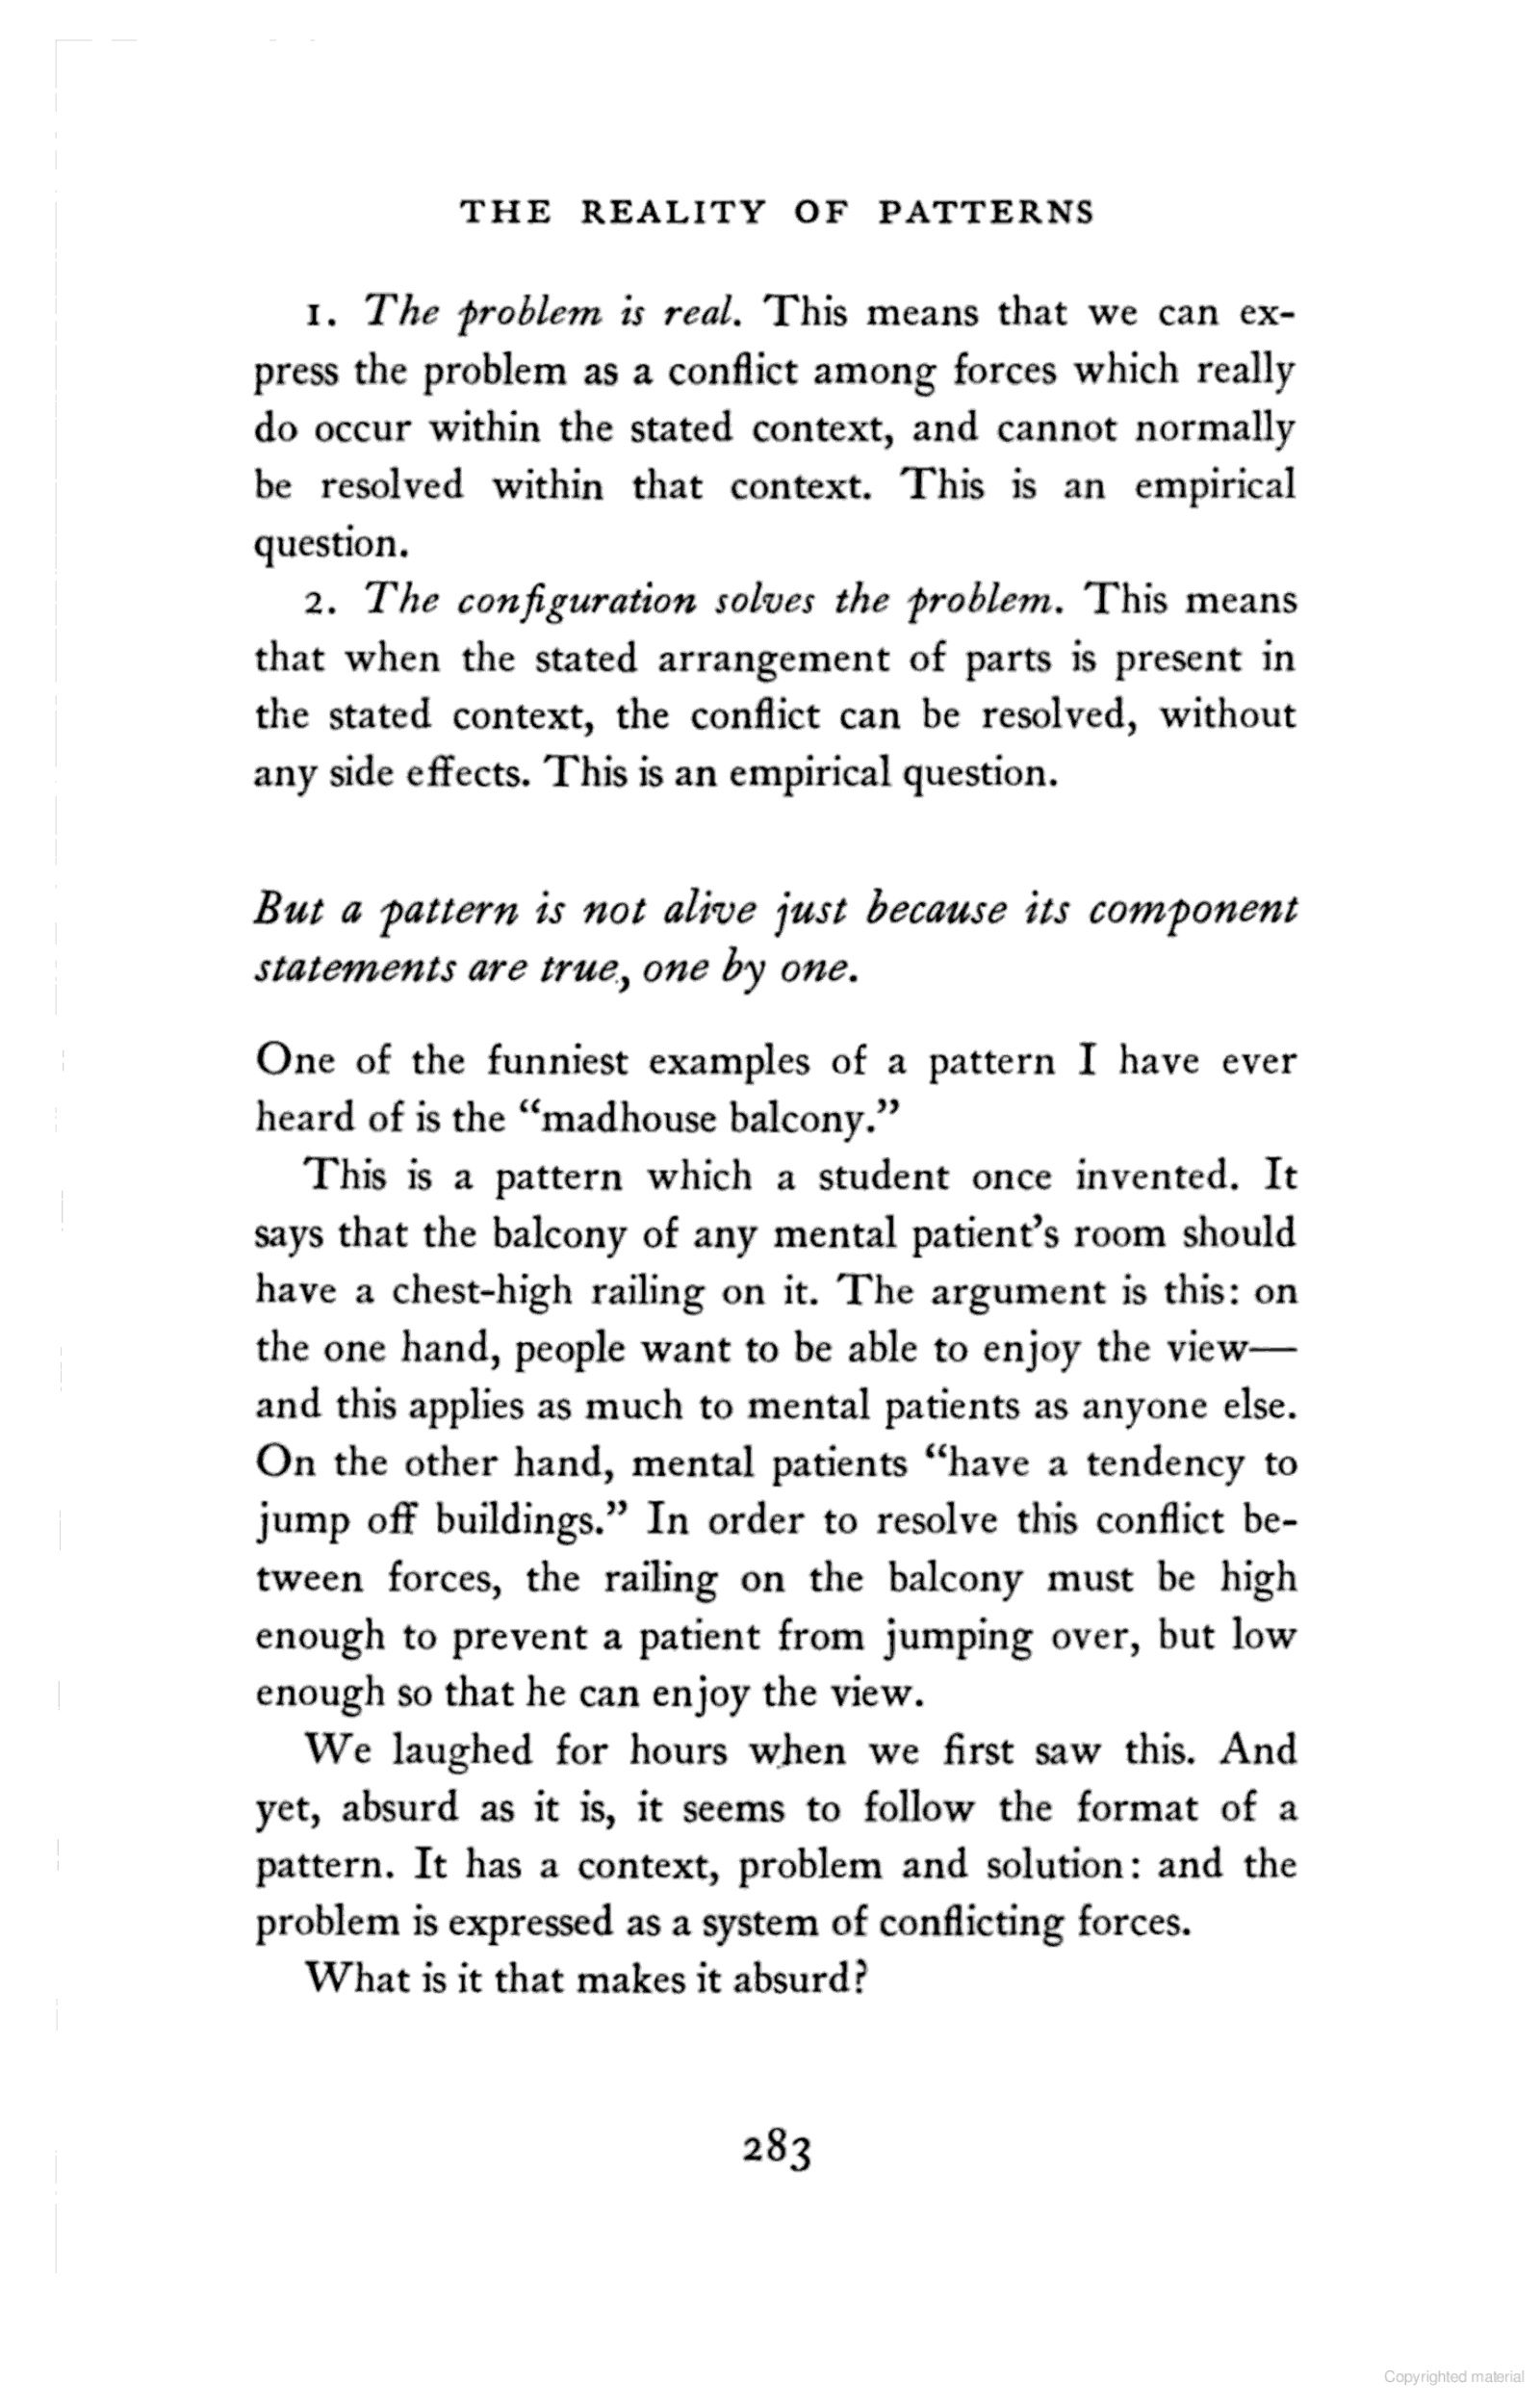 THE REALITY OF PATTERNS
1. The problem is real. This means that we can ex-
press the problem as a conflict among forces which really
do occur within the stated context, and cannot normally
be resolved within that context. This is an empirical
question.
2. The configuration solves the problem. This means
that when the stated arrangement of parts is present in
the stated context, the conflict can be resolved, without
any side effects. This is an empirical question.
But a pattern is not alive just because its component
statements are true, one by one.
One of the funniest examples of a pattern I have ever
heard of is the “madhouse balcony.”
This is a pattern which a student once invented. It
says that the balcony of any mental patient’s room should
have a chest-high railing on it. The argument is this: on
the one hand, people want to be able to enjoy the view—
and this applies as much to mental patients as anyone else.
On the other hand, mental patients “have a tendency to
jump off buildings.” In order to resolve this conflict be-
tween forces, the railing on the balcony must be high
enough to prevent a patient from jumping over, but low
enough so that he can enjoy the view.
We laughed for hours when we first saw this. And
yet, absurd as it is, it seems to follow the format of a
pattern. It has a context, problem and solution: and the
problem is expressed as a system of conflicting forces.
What is it that makes it absurd?
283
Copyrighted material